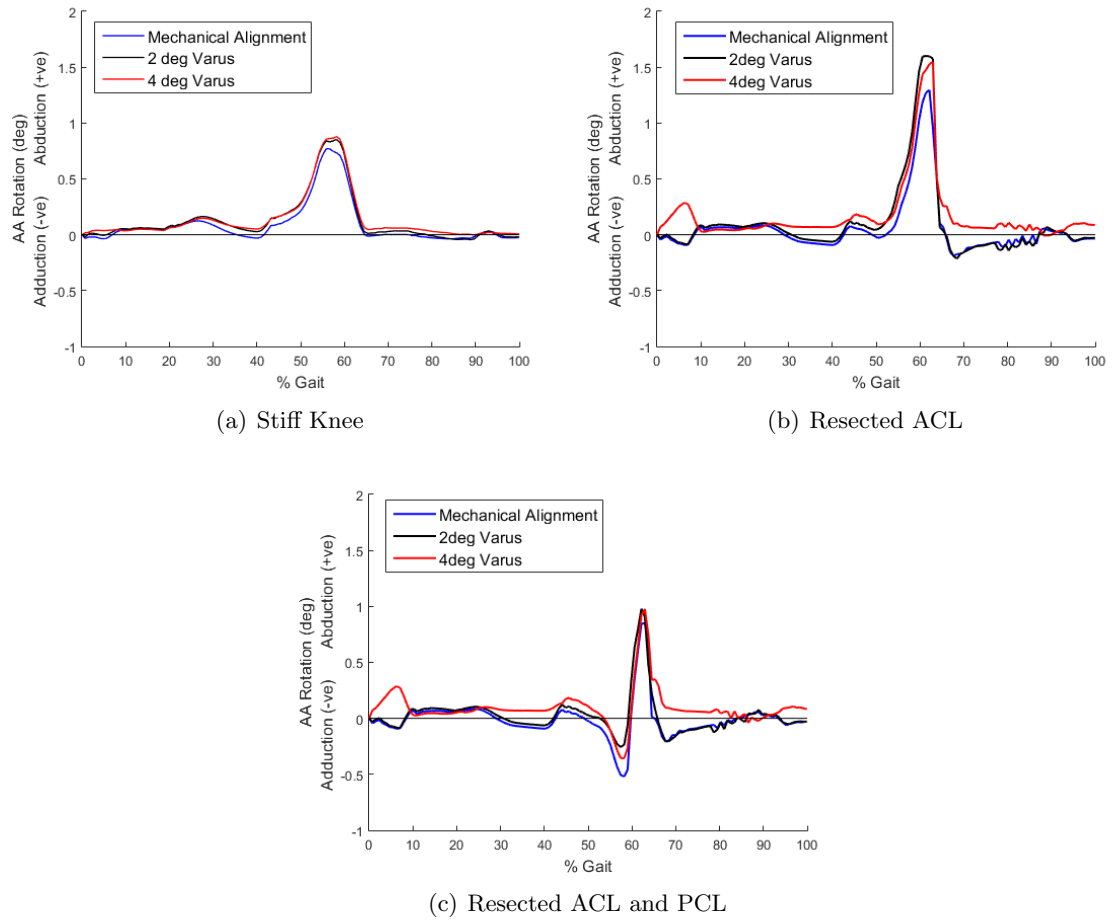 2
1.5
1
0.5
0
-0.5
-1
AA Rotation (deg)
Adduction (-ve) Abduction (+ve)
Mechanical Alignment
2 deg Varus
4 deg Varus
0 10 20 30 40 50 60 70 80 90 100
% Gait
(a) Stiff Knee
2
1.5
1
0.5
0
-0.5
-1
AA Rotation (deg)
Adduction (-ve) Abduction (+ve)
Mechanical Alignment
2deg Varus
4deg Varus
0 10 20 30 40 50 60 70 80 90 100
% Gait
(b) Resected ACL
2
1.5
1
0.5
0
-0.5
-1
AA Rotation (deg)
Adduction (-ve) Abduction (+ve)
Mechanical Alignment
2deg Varus
4deg Varus
0 10 20 30 40 50 60 70 80 90 100
% Gait
(c) Resected ACL and PCL